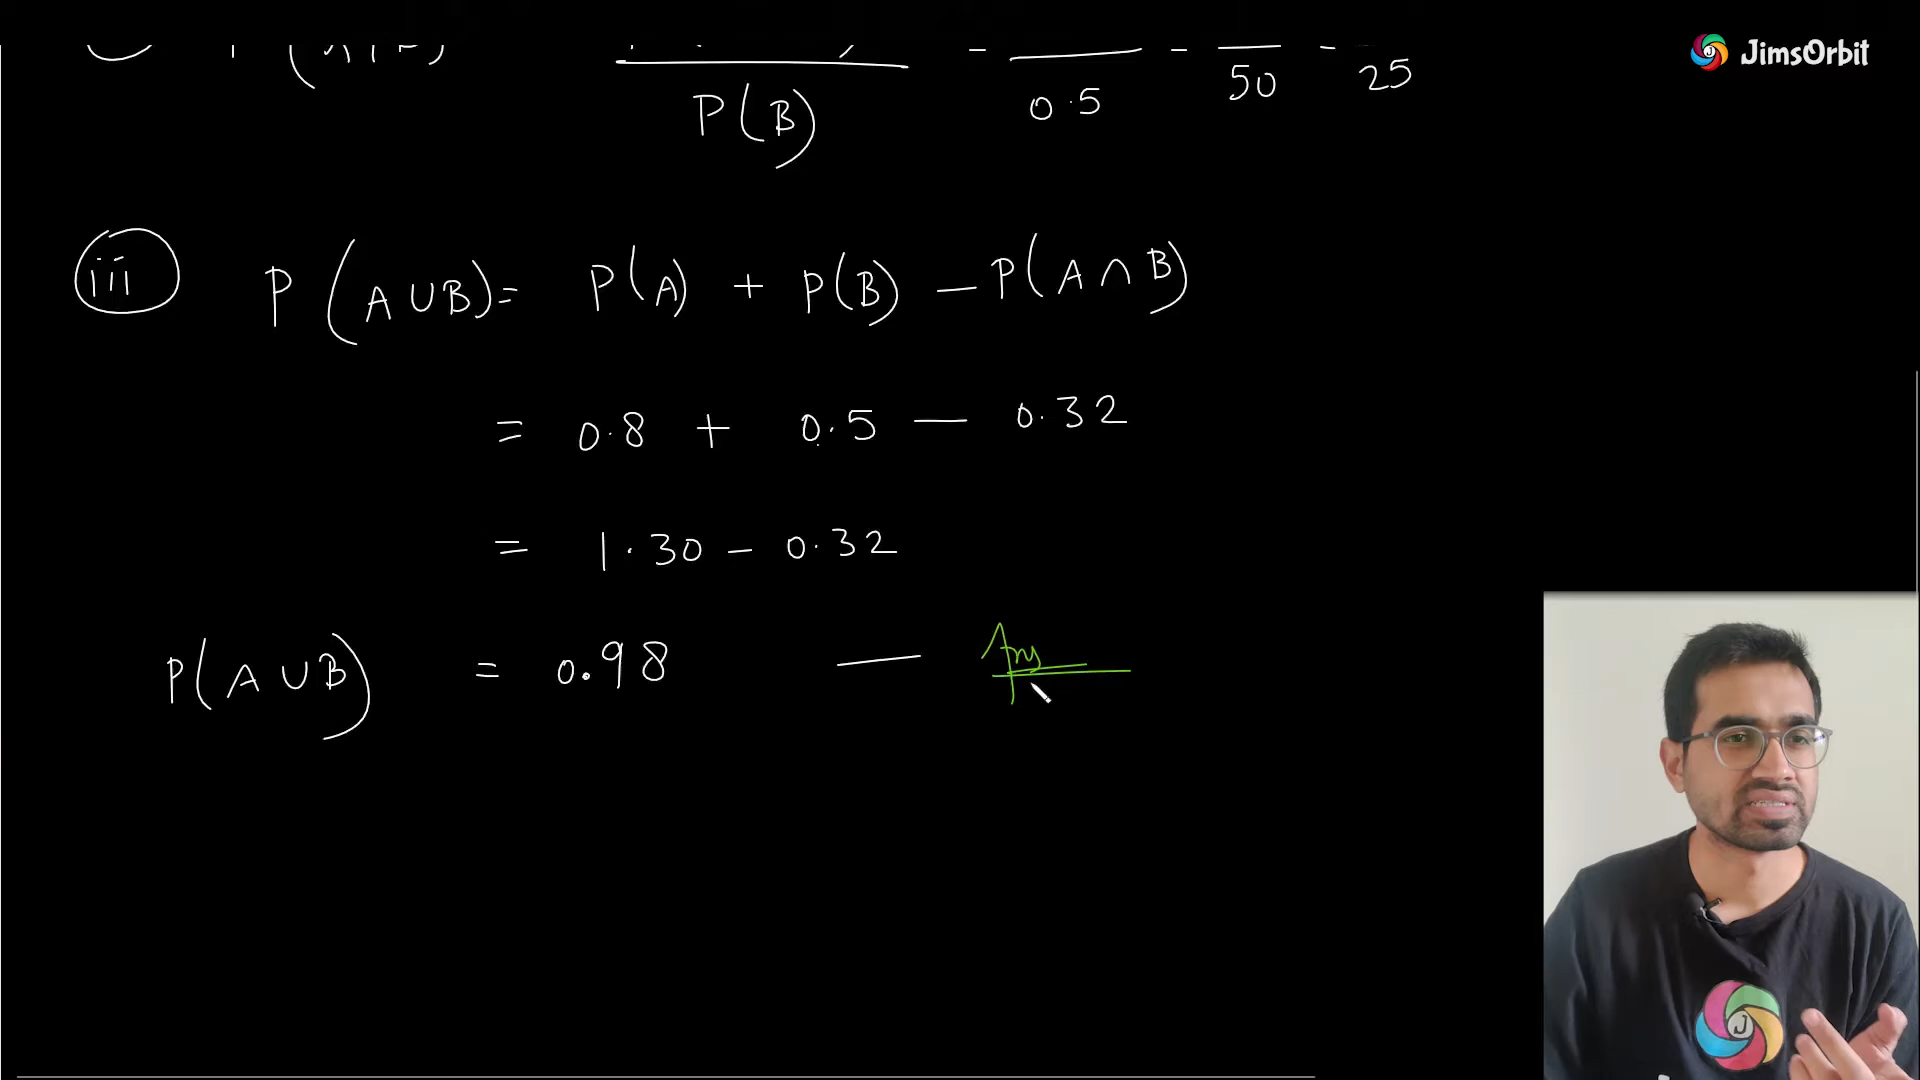 JimsOrbit
P(B) 0.5 50 25
iii P(A∪B) = P(A) + P(B) – P(A∩B)
= 0.8 + 0.5 – 0.32
= 1.30 – 0.32
P(A∪B) = 0.98 — Ans
J